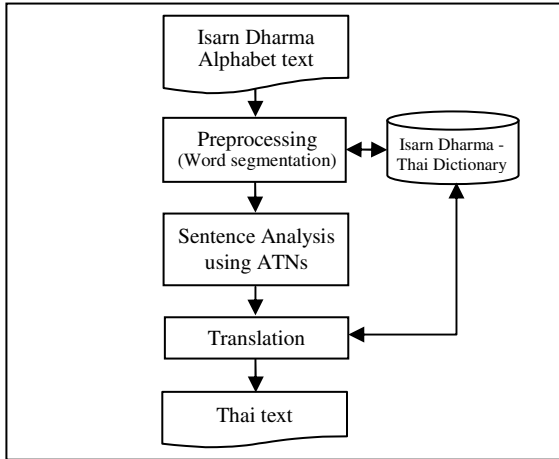 Isarn Dharma
Alphabet text
Preprocessing
(Word segmentation)
Isarn Dharma -
Thai Dictionary
Sentence Analysis
using ATNs
Translation
Thai text